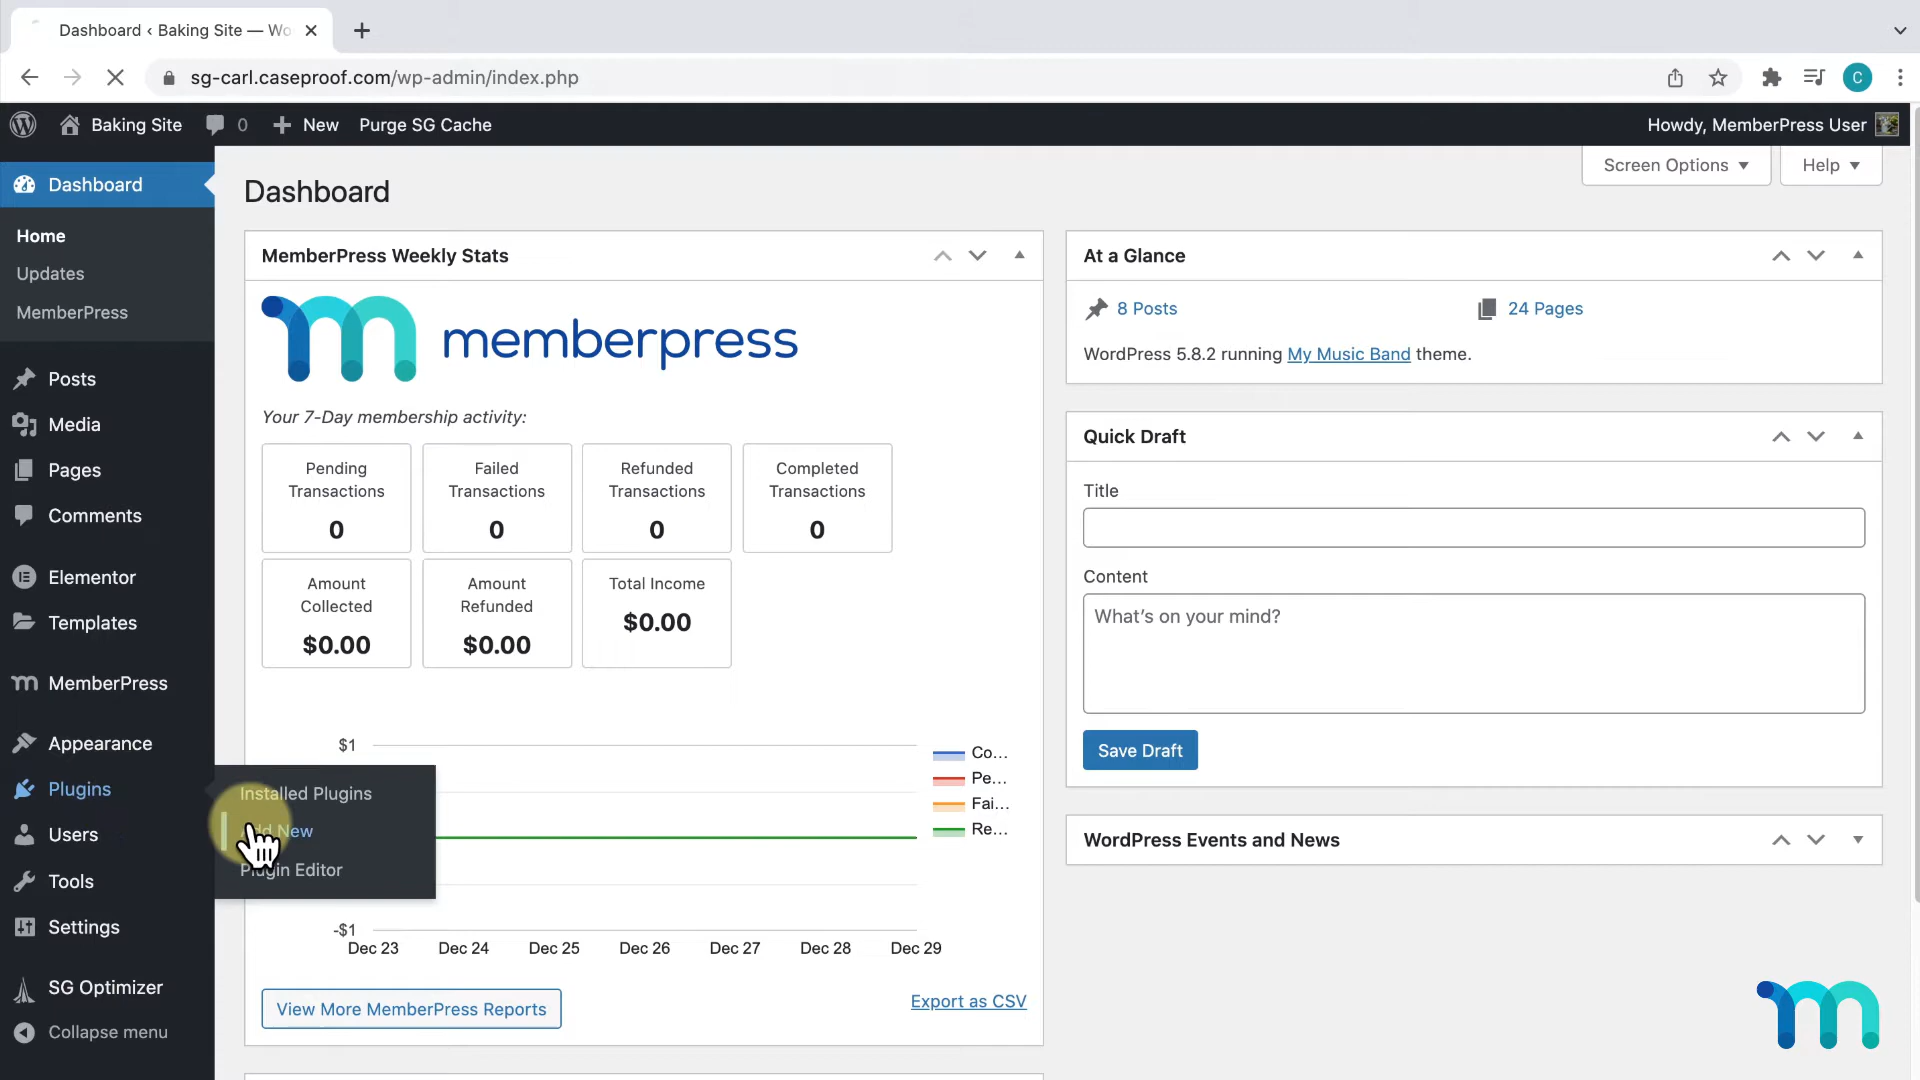 Dashboard ‹ Baking Site — Wo
sg-carl.caseproof.com/wp-admin/index.php
C
Baking Site
0
New
Purge SG Cache
Howdy, MemberPress User
Dashboard
Home
Updates
MemberPress
Posts
Media
Pages
Comments
Elementor
Templates
MemberPress
Appearance
Plugins
Users
Tools
Settings
SG Optimizer
Collapse menu
Installed Plugins
Add New
Plugin Editor
Screen Options
Help
Dashboard
MemberPress Weekly Stats
memberpress
Your 7-Day membership activity:
Pending
Transactions
0
Failed
Transactions
0
Refunded
Transactions
0
Completed
Transactions
0
Amount
Collected
$0.00
Amount
Refunded
$0.00
Total Income
$0.00
$1
-$1
Dec 23
Dec 24
Dec 25
Dec 26
Dec 27
Dec 28
Dec 29
Co...
Pe...
Fai...
Re...
View More MemberPress Reports
Export as CSV
At a Glance
8 Posts
24 Pages
WordPress 5.8.2 running My Music Band theme.
Quick Draft
Title
Content
What's on your mind?
Save Draft
WordPress Events and News